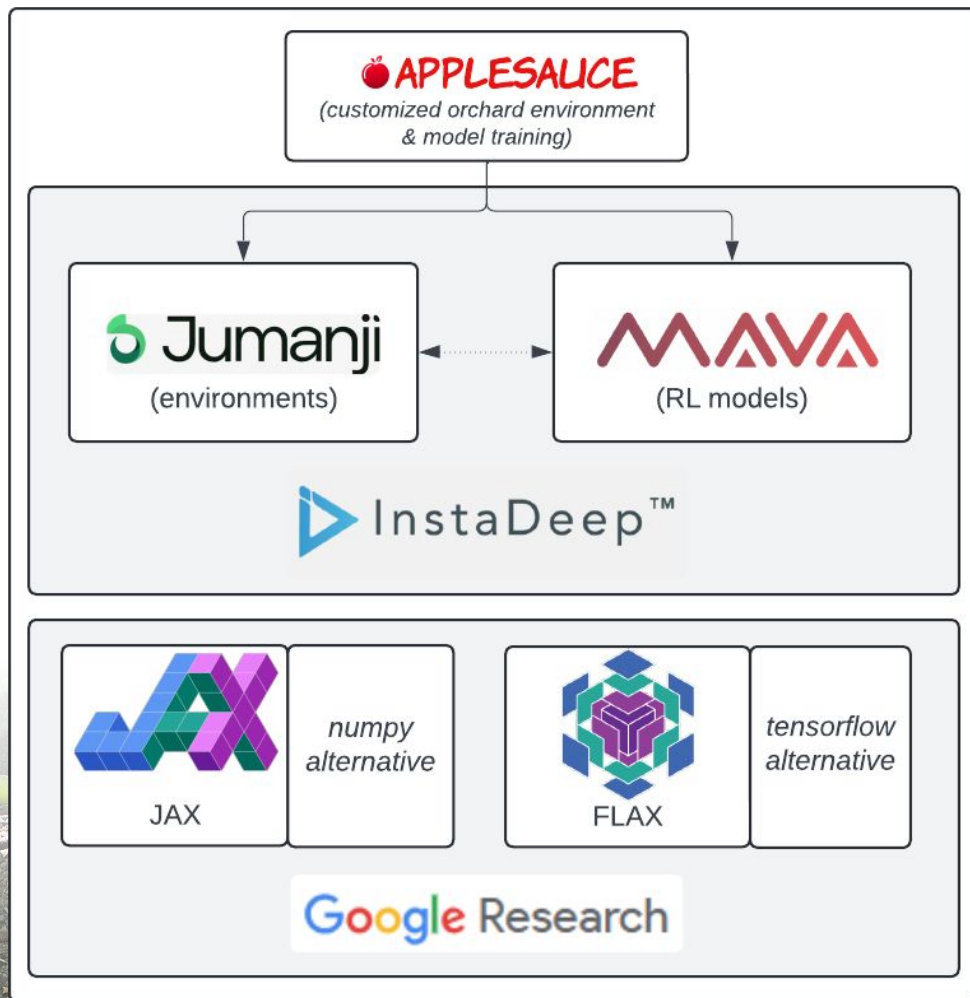 APPLESAUCE
(customized orchard environment
& model training)
Jumanji
(environments)
MAVA
(RL models)
InstaDeep™
JAX
JAX
numpy
alternative
FLAX
tensorflow
alternative
Google Research